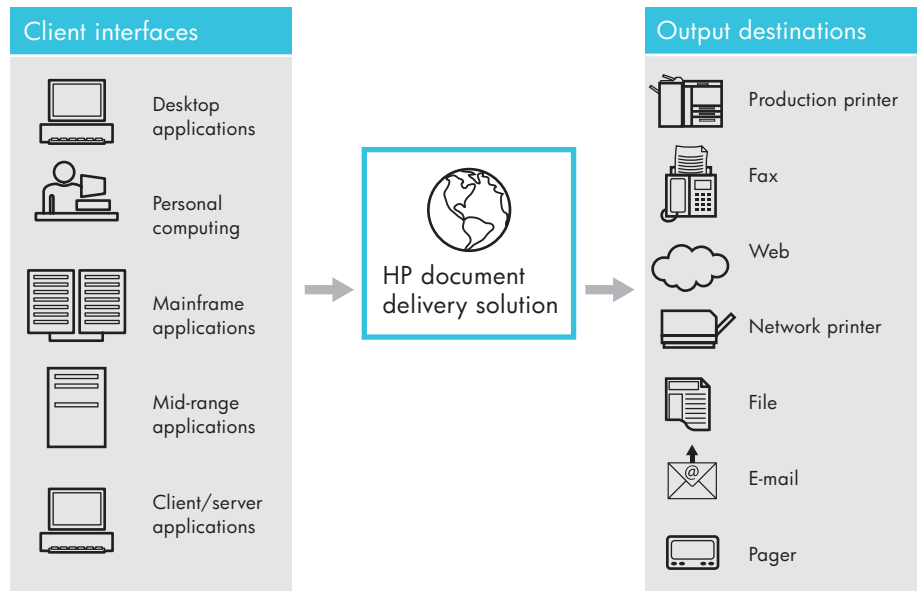 Client interfaces
Desktop
applications
Personal
computing
Mainframe
applications
Mid-range
applications
Client/server
applications
HP document
delivery solution
Output destinations
Production printer
Fax
Web
Network printer
File
@
E-mail
Pager